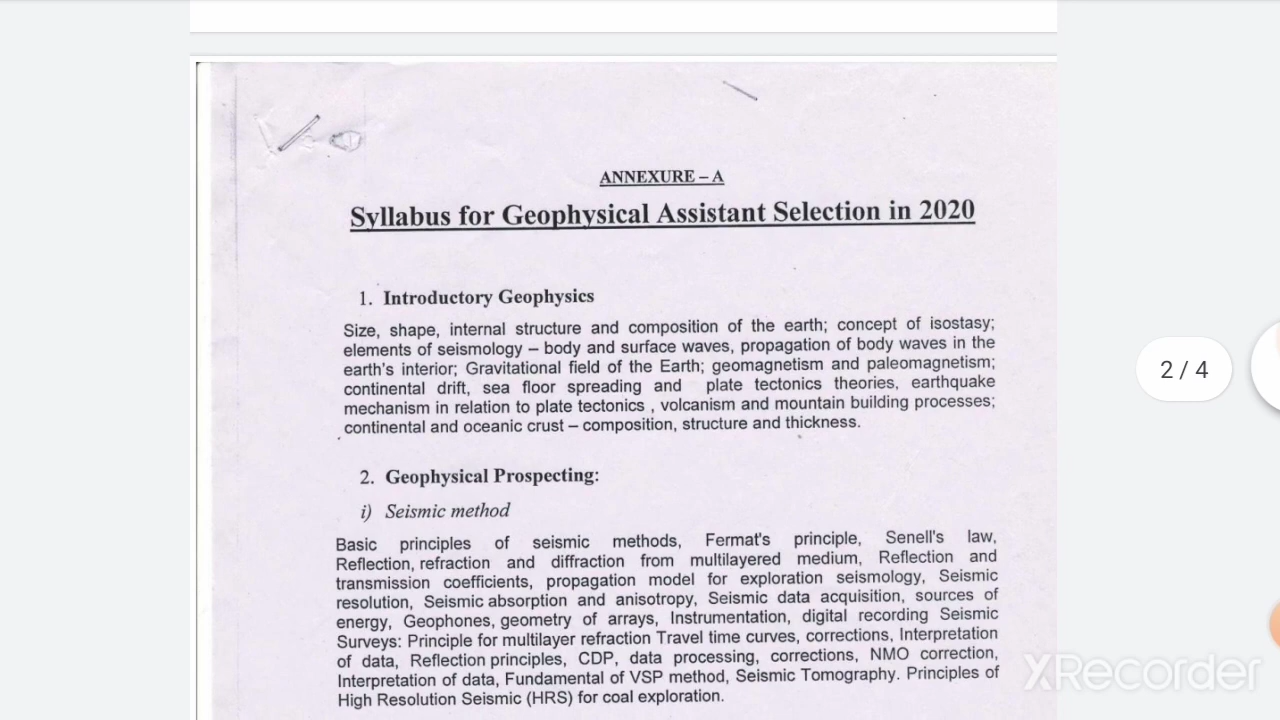 ANNEXURE – A
Syllabus for Geophysical Assistant Selection in 2020
1. Introductory Geophysics
Size, shape, internal structure and composition of the earth; concept of isostasy;
elements of seismology – body and surface waves, propagation of body waves in the
earth's interior; Gravitational field of the Earth; geomagnetism and paleomagnetism;
continental drift, sea floor spreading and plate tectonics theories, earthquake
mechanism in relation to plate tectonics , volcanism and mountain building processes;
continental and oceanic crust – composition, structure and thickness.
2. Geophysical Prospecting:
i) Seismic method
Basic principles of seismic methods, Fermat's principle, Senell's law,
Reflection, refraction and diffraction from multilayered medium, Reflection and
transmission coefficients, propagation model for exploration seismology, Seismic
resolution, Seismic absorption and anisotropy, Seismic data acquisition, sources of
energy, Geophones, geometry of arrays, Instrumentation, digital recording Seismic
Surveys: Principle for multilayer refraction Travel time curves, corrections, Interpretation
of data, Reflection principles, CDP, data processing, corrections, NMO correction,
Interpretation of data, Fundamental of VSP method, Seismic Tomography. Principles of
High Resolution Seismic (HRS) for coal exploration.
2 / 4
XRecorder